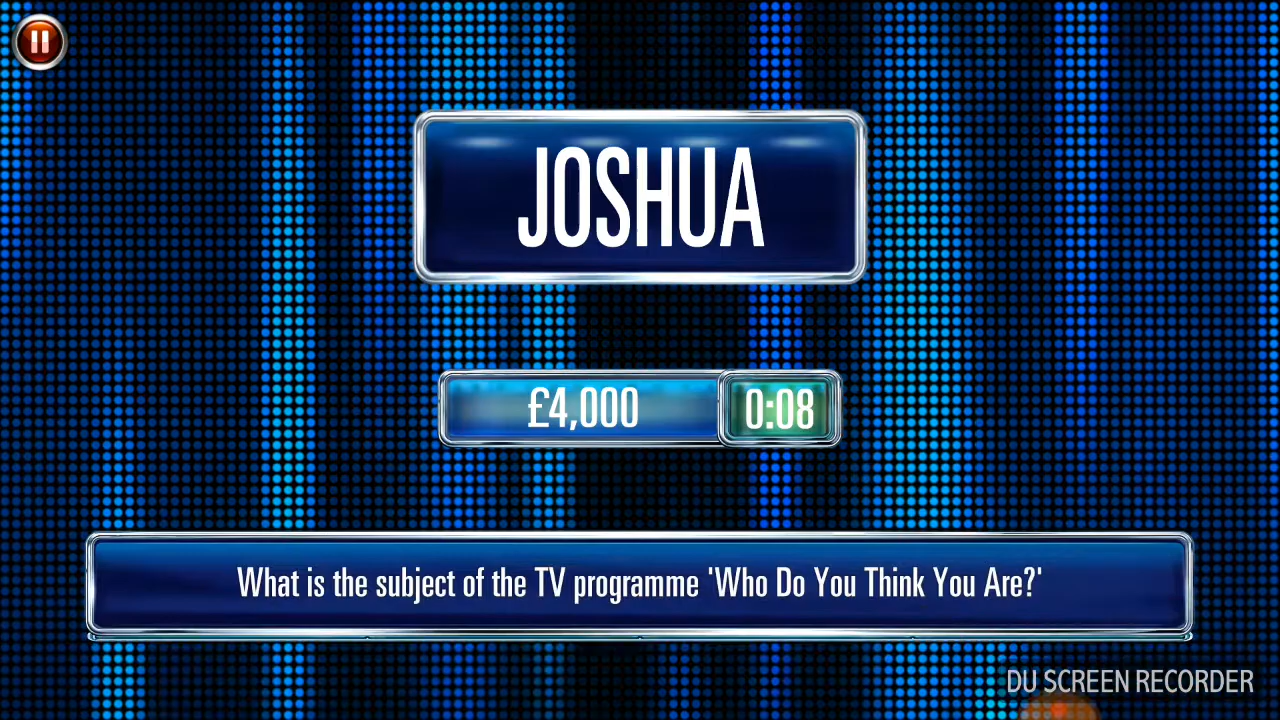 JOSHUA
£4,000
0:08
What is the subject of the TV programme 'Who Do You Think You Are?'
DU SCREEN RECORDER